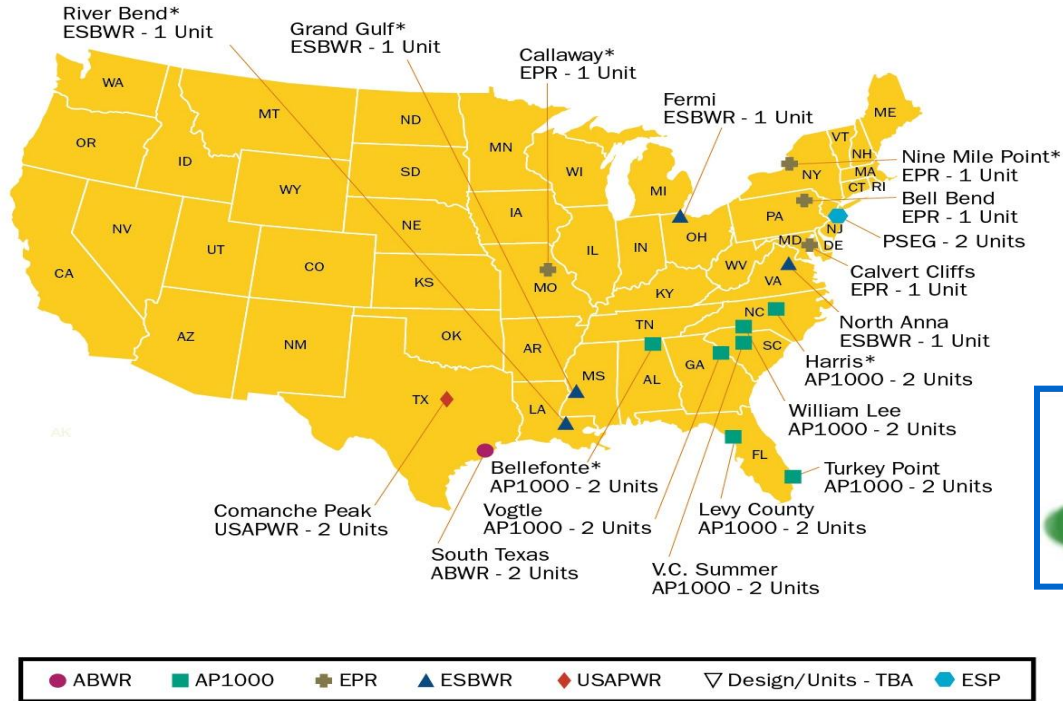 River Bend*
ESBWR - 1 Unit
Grand Gulf*
ESBWR - 1 Unit
Callaway*
EPR - 1 Unit
Fermi
ESBWR - 1 Unit
WA
OR
ID
MT
ND
MN
SD
WY
NE
IA
WI
MI
ME
VT
NH
NY
MA
CT RI
Nine Mile Point*
EPR - 1 Unit
Bell Bend
EPR - 1 Unit
PSEG - 2 Units
NV
UT
CO
CA
AZ
NM
KS
MO
IL
IN
OH
PA
NJ
MD
DE
WV
VA
KY
Calvert Cliffs
EPR - 1 Unit
North Anna
ESBWR - 1 Unit
OK
AR
TN
NC
SC
Harris*
AP1000 - 2 Units
TX
LA
MS
AL
GA
William Lee
AP1000 - 2 Units
AK
FL
Turkey Point
AP1000 - 2 Units
Bellefonte*
AP1000 - 2 Units
Vogtle
AP1000 - 2 Units
Levy County
AP1000 - 2 Units
Comanche Peak
USAPWR - 2 Units
South Texas
ABWR - 2 Units
V.C. Summer
AP1000 - 2 Units
ABWR AP1000 EPR ESBWR USAPWR Design/Units - TBA ESP